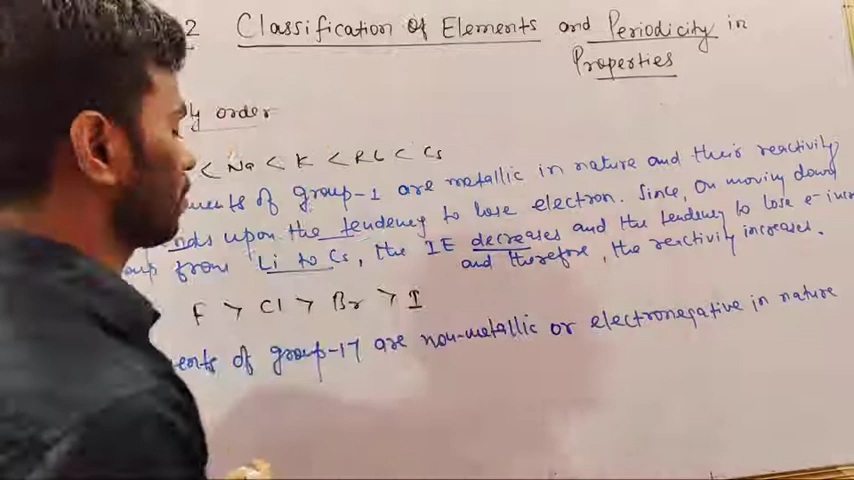 2 Classification of Elements and Periodicity in
Properties
order
< Na < K < Rb < Cs
of group-1 are metallic in nature and their reactivity
upon the tendency to lose electron. Since, On moving down
from Li to Cs, the IE decreases and the tendency to lose e-
and therefore, the reactivity increases.
F > Cl > Br > I
of group-17 are non-metallic or electronegative in nature